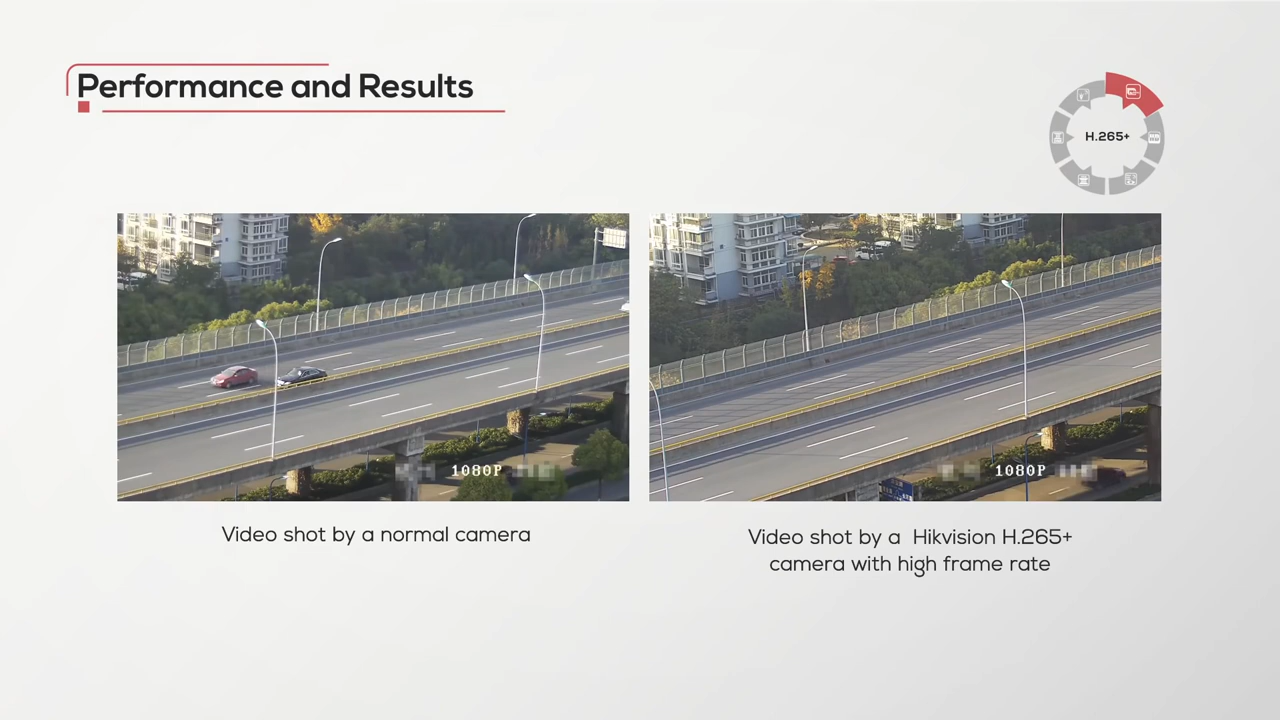 Performance and Results
H.265+
1080P
1080P
Video shot by a normal camera
Video shot by a Hikvision H.265+
camera with high frame rate